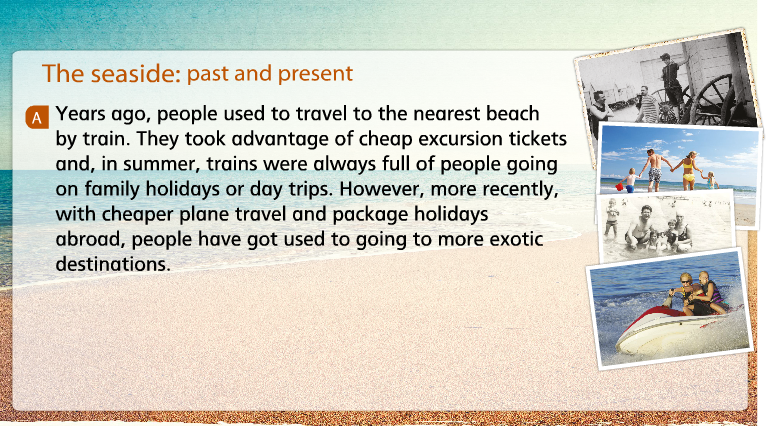 The seaside: past and present
A Years ago, people used to travel to the nearest beach
by train. They took advantage of cheap excursion tickets
and, in summer, trains were always full of people going
on family holidays or day trips. However, more recently,
with cheaper plane travel and package holidays
abroad, people have got used to going to more exotic
destinations.